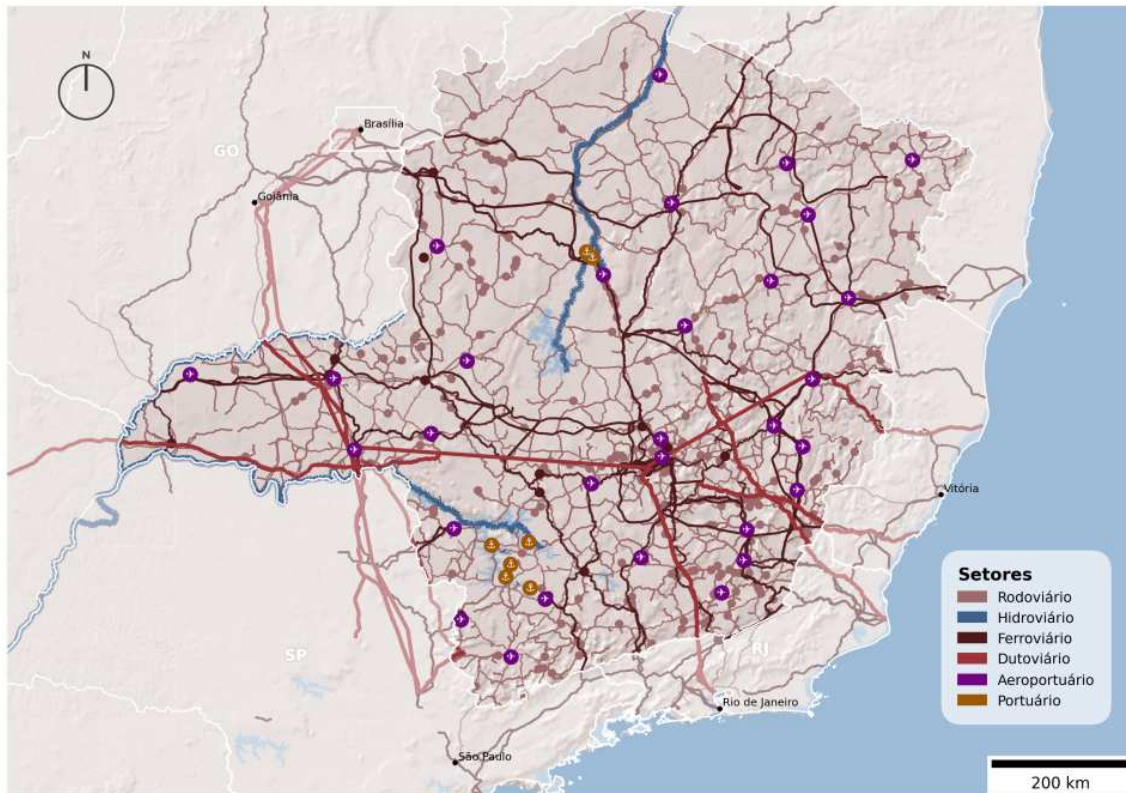 N
Brasília
GO
Goiânia
Vitória
SP
RJ
Rio de Janeiro
São Paulo
Setores
Rodoviário
Hidroviário
Ferroviário
Dutoviário
Aeroportuário
Portuário
200 km